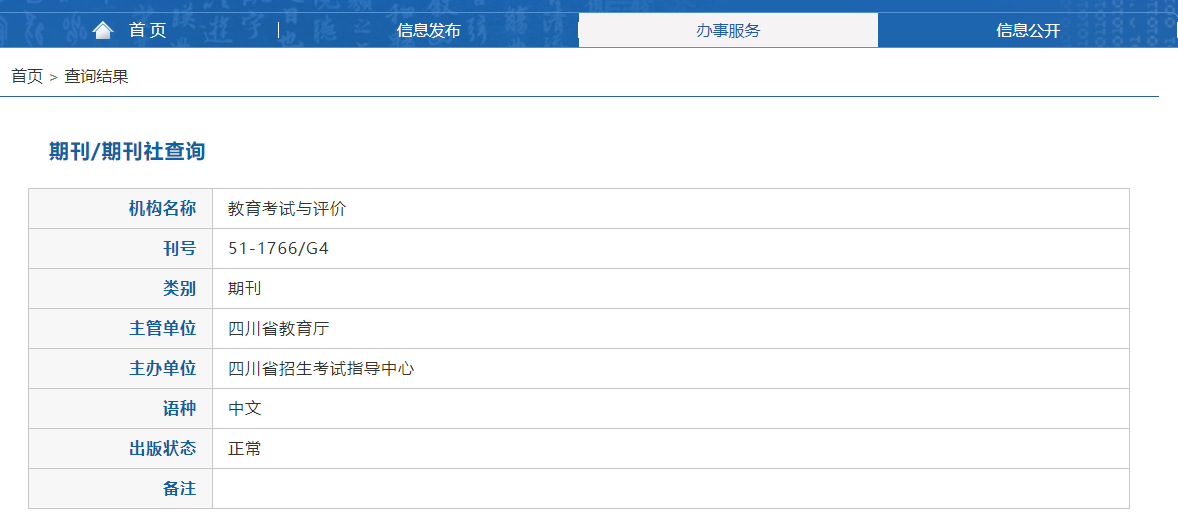 首 页 信息发布 办事服务 信息公开
首页 > 查询结果
期刊/期刊社查询
机构名称 教育考试与评价
刊号 51-1766/G4
类别 期刊
主管单位 四川省教育厅
主办单位 四川省招生考试指导中心
语种 中文
出版状态 正常
备注